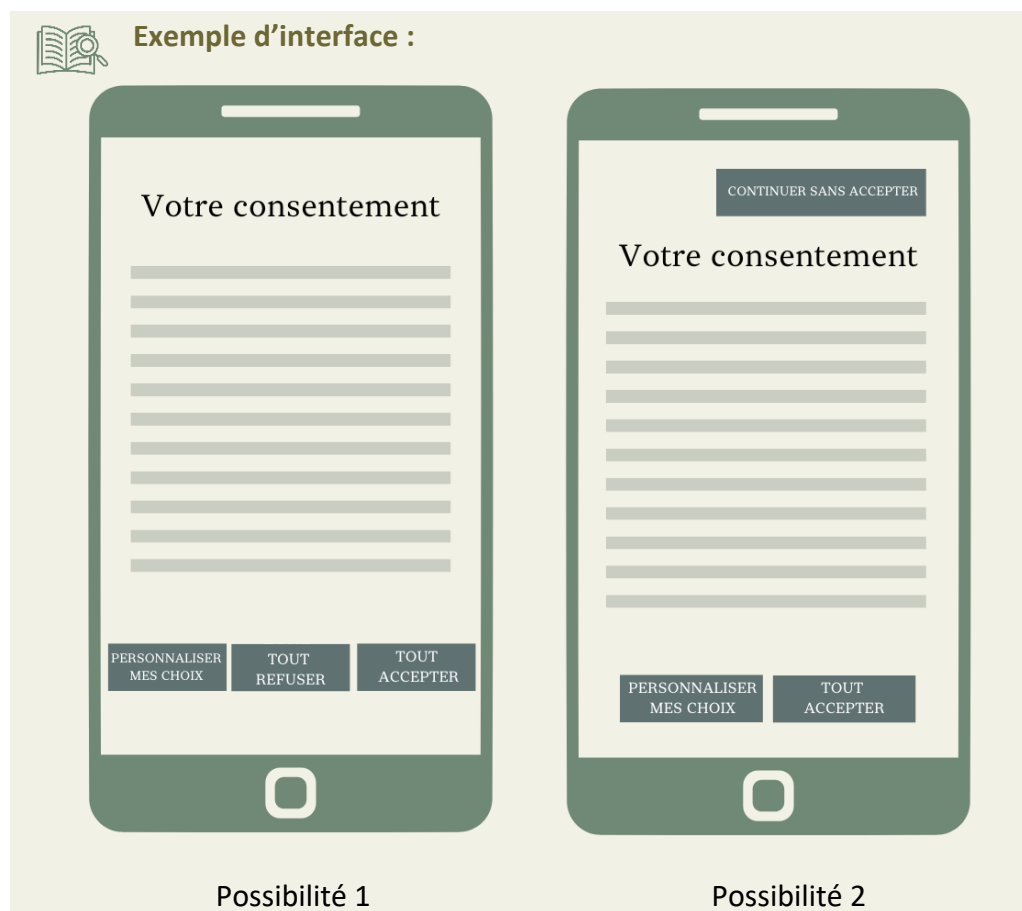 Exemple d’interface :
Votre consentement
PERSONNALISER
MES CHOIX
TOUT
REFUSER
TOUT
ACCEPTER
Possibilité 1
CONTINUER SANS ACCEPTER
Votre consentement
PERSONNALISER
MES CHOIX
TOUT
ACCEPTER
Possibilité 2